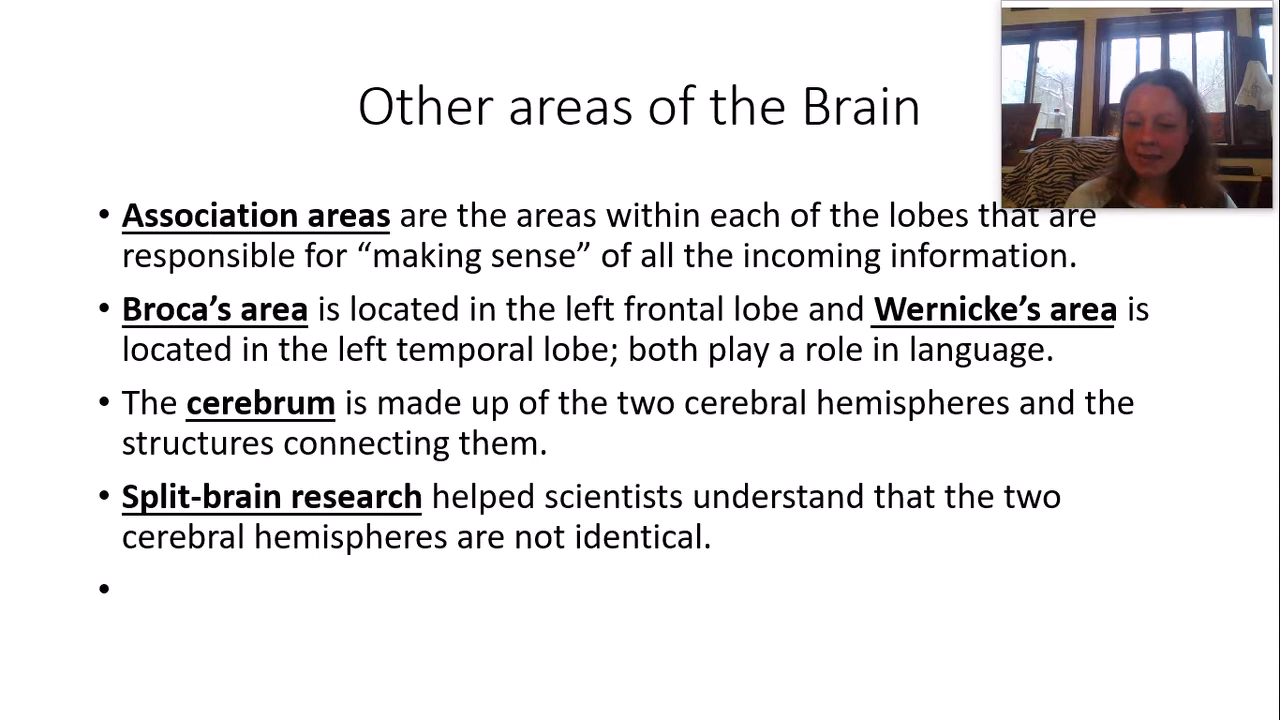 Other areas of the Brain
• Association areas are the areas within each of the lobes that are
responsible for “making sense” of all the incoming information.
• Broca’s area is located in the left frontal lobe and Wernicke’s area is
located in the left temporal lobe; both play a role in language.
• The cerebrum is made up of the two cerebral hemispheres and the
structures connecting them.
• Split-brain research helped scientists understand that the two
cerebral hemispheres are not identical.
•